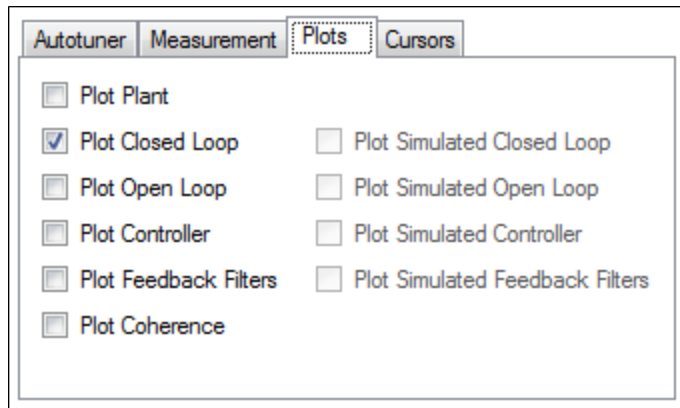 Autotuner Measurement Plots Cursors
Plot Plant
Plot Closed Loop Plot Simulated Closed Loop
Plot Open Loop Plot Simulated Open Loop
Plot Controller Plot Simulated Controller
Plot Feedback Filters Plot Simulated Feedback Filters
Plot Coherence